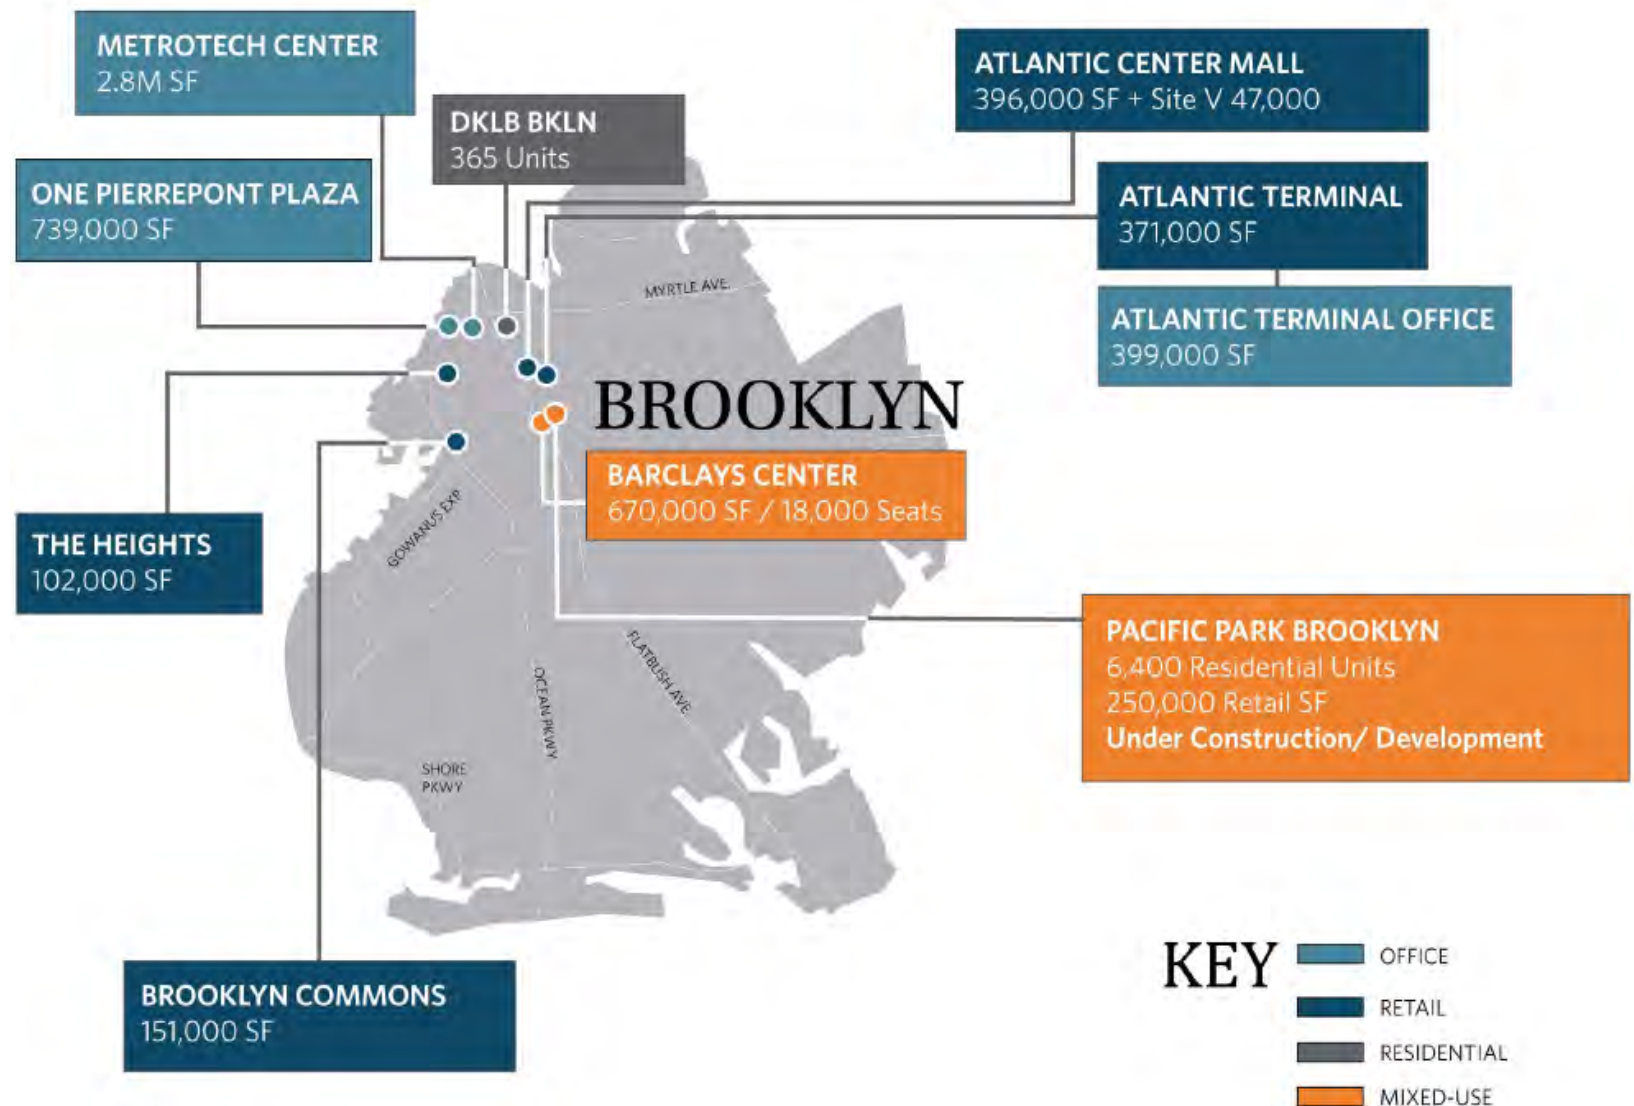 METROTECH CENTER
2.8M SF
DKLB BKLN
365 Units
ATLANTIC CENTER MALL
396,000 SF + Site V 47,000
ONE PIERREPONT PLAZA
739,000 SF
ATLANTIC TERMINAL
371,000 SF
ATLANTIC TERMINAL OFFICE
399,000 SF
MYRTLE AVE.
BROOKLYN
BARCLAYS CENTER
670,000 SF / 18,000 Seats
GOWANUS EXP
THE HEIGHTS
102,000 SF
PACIFIC PARK BROOKLYN
6,400 Residential Units
250,000 Retail SF
Under Construction/ Development
FLATBUSH AVE.
OCEAN PKWY
SHORE
PKWY
BROOKLYN COMMONS
151,000 SF
KEY
OFFICE
RETAIL
RESIDENTIAL
MIXED-USE